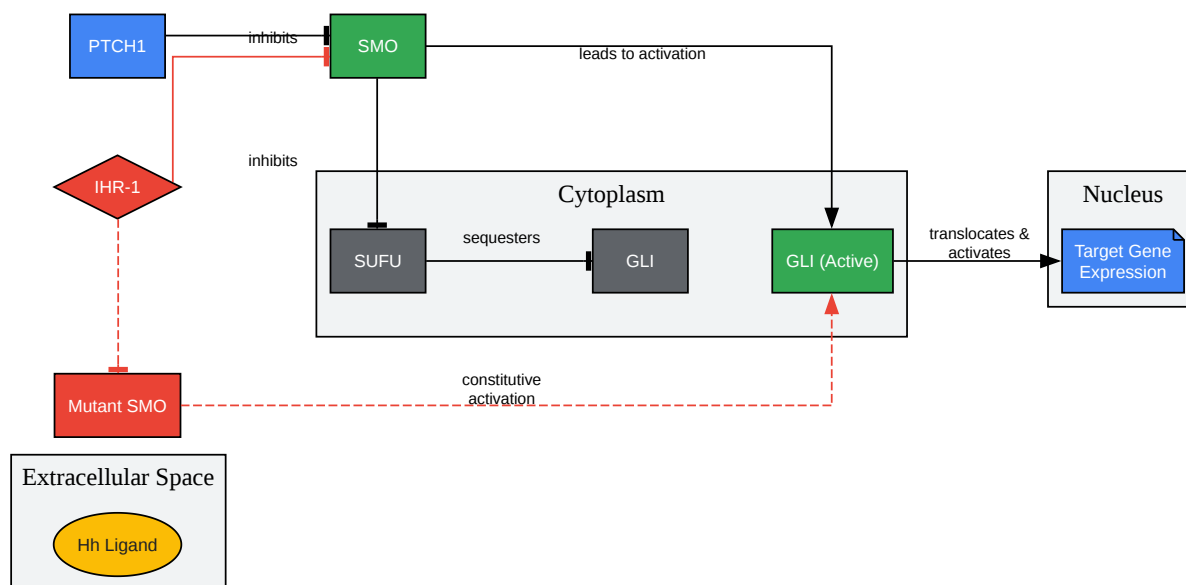 PTCH1
inhibits
SMO
leads to activation
IHR-1
inhibits
Cytoplasm
Nucleus
SUFU
sequesters
GLI
GLI (Active)
translocates &
activates
Target Gene
Expression
Mutant SMO
constitutive
activation
Extracellular Space
Hh Ligand